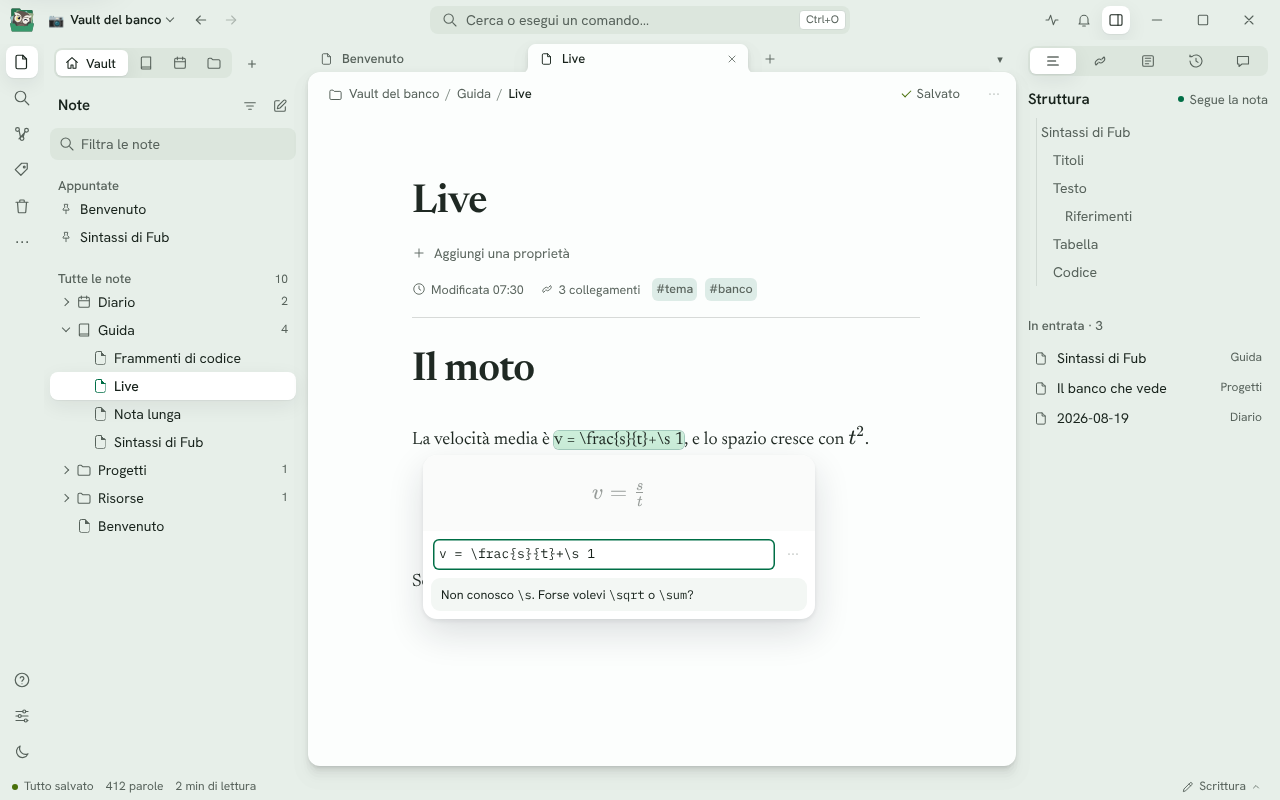 Vault del banco
Cerca o esegui un comando...
Ctrl+O
Vault
Benvenuto
Live
Note
Filtra le note
Appuntate
Benvenuto
Sintassi di Fub
Tutte le note 10
Diario 2
Guida 4
Frammenti di codice
Live
Nota lunga
Sintassi di Fub
Progetti 1
Risorse 1
Benvenuto
Vault del banco / Guida / Live
Salvato
Live
Aggiungi una proprietà
Modificata 07:30 3 collegamenti #tema #banco
Il moto
La velocità media è v = \frac{s}{t}+\s 1, e lo spazio cresce con t².
v = s/t
v = \frac{s}{t}+\s 1
Non conosco \s. Forse volevi \sqrt o \sum?
Struttura
Segue la nota
Sintassi di Fub
Titoli
Testo
Riferimenti
Tabella
Codice
In entrata · 3
Sintassi di Fub Guida
Il banco che vede Progetti
2026-08-19 Diario
Tutto salvato 412 parole 2 min di lettura
Scrittura